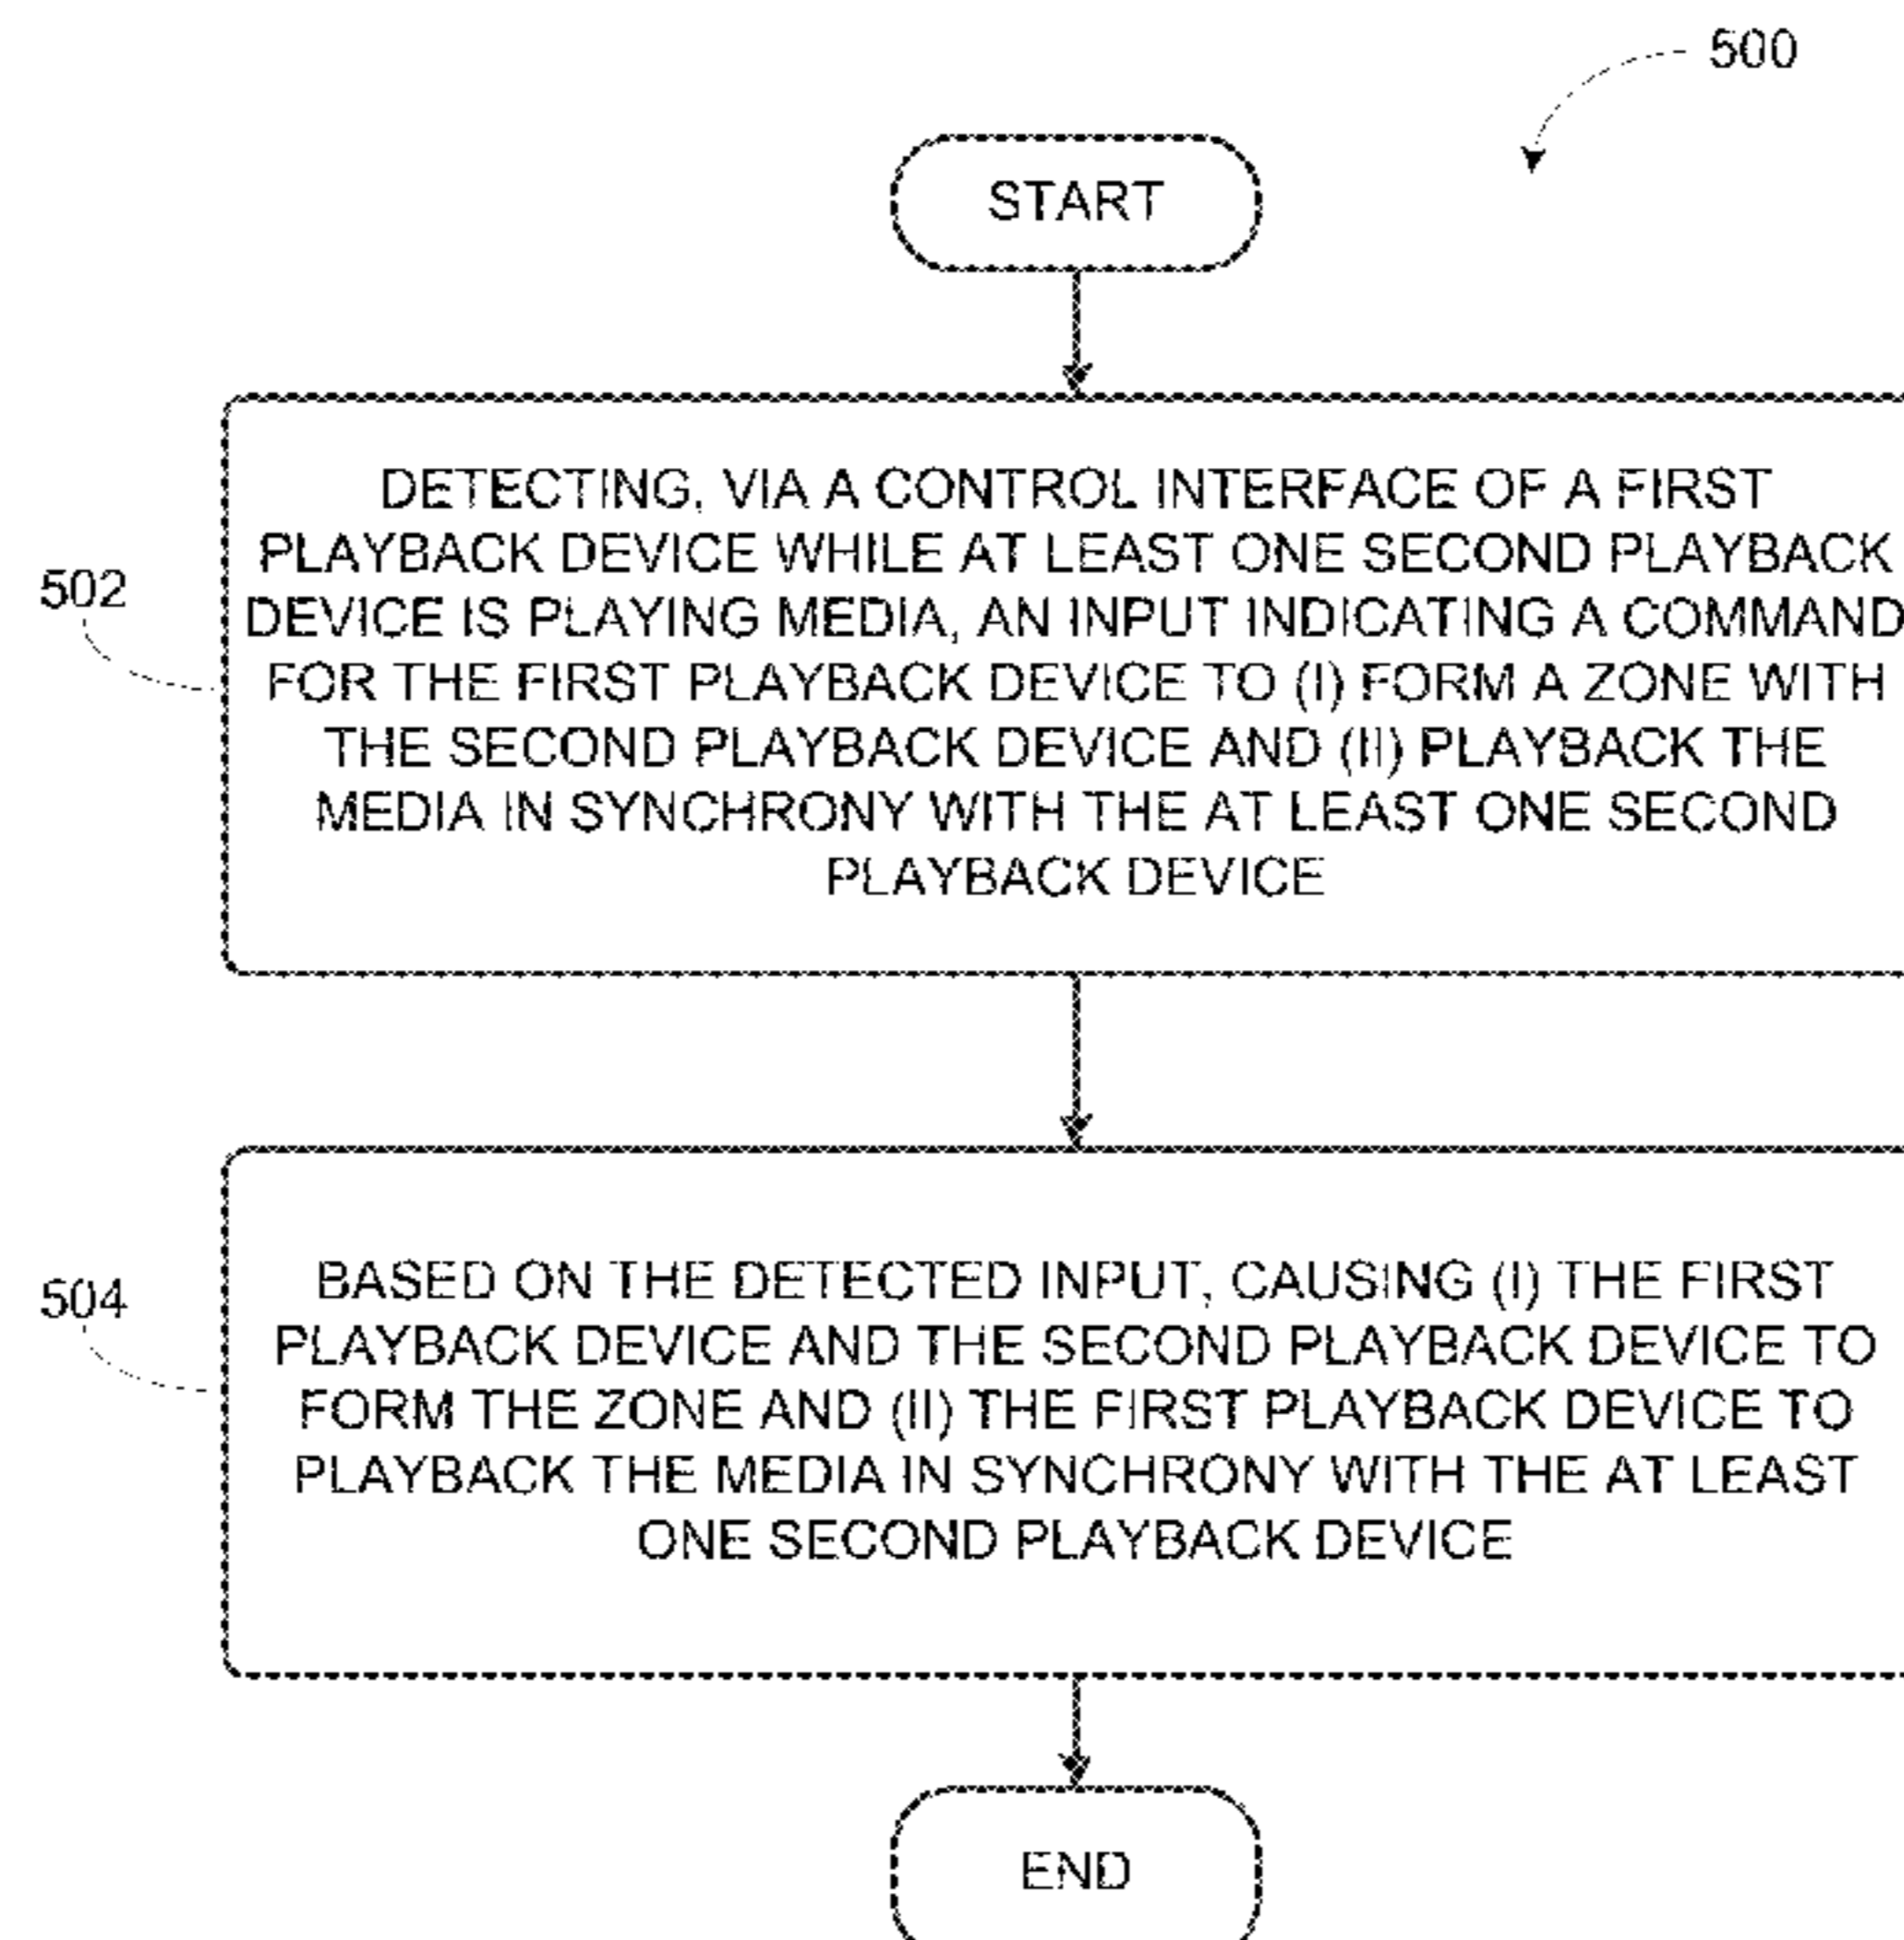 500
START
502
DETECTING, VIA A CONTROL INTERFACE OF A FIRST
PLAYBACK DEVICE WHILE AT LEAST ONE SECOND PLAYBACK
DEVICE IS PLAYING MEDIA, AN INPUT INDICATING A COMMAND
FOR THE FIRST PLAYBACK DEVICE TO (I) FORM A ZONE WITH
THE SECOND PLAYBACK DEVICE AND (II) PLAYBACK THE
MEDIA IN SYNCHRONY WITH THE AT LEAST ONE SECOND
PLAYBACK DEVICE
504
BASED ON THE DETECTED INPUT, CAUSING (I) THE FIRST
PLAYBACK DEVICE AND THE SECOND PLAYBACK DEVICE TO
FORM THE ZONE AND (II) THE FIRST PLAYBACK DEVICE TO
PLAYBACK THE MEDIA IN SYNCHRONY WITH THE AT LEAST
ONE SECOND PLAYBACK DEVICE
END